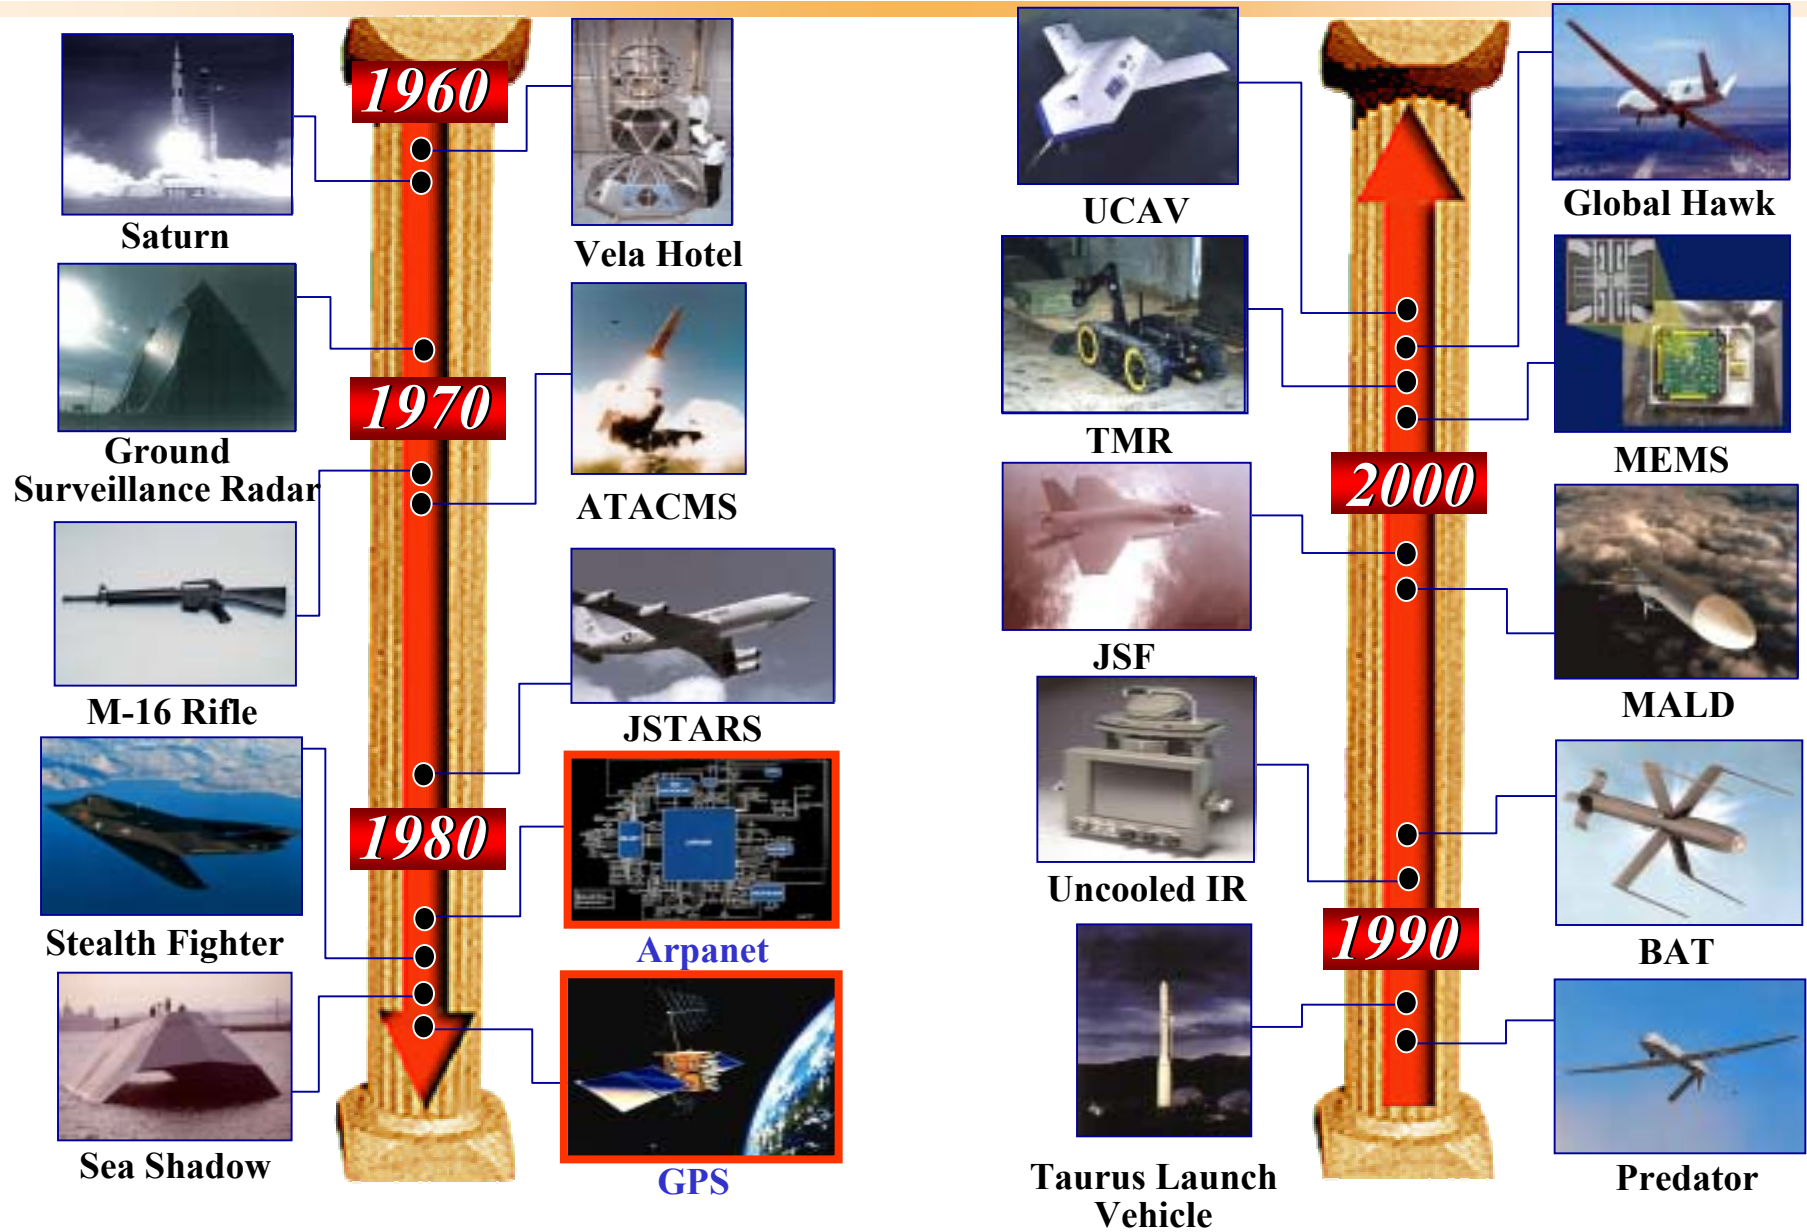 1960
Saturn
Vela Hotel
Ground
Surveillance Radar
1970
ATACMS
M-16 Rifle
JSTARS
1980
Stealth Fighter
Arpanet
Sea Shadow
GPS
UCAV
Global Hawk
TMR
MEMS
2000
JSF
MALD
Uncooled IR
1990
BAT
Taurus Launch
Vehicle
Predator